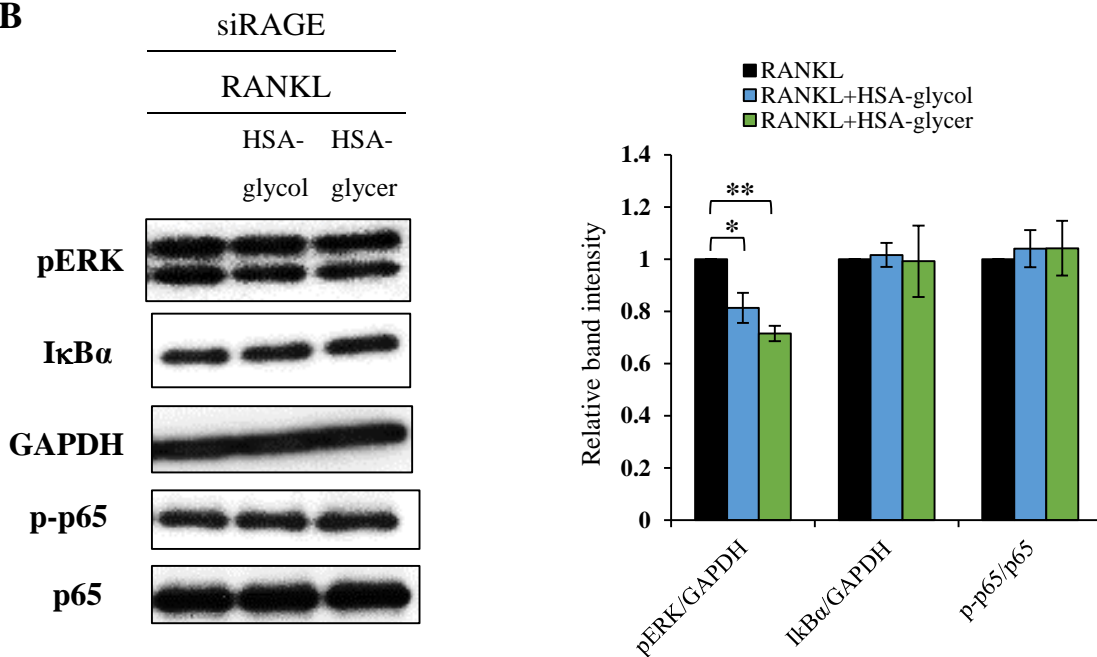 B
siRAGE
RANKL
HSA-
glycol
HSA-
glycer
pERK
IκBα
GAPDH
p-p65
p65
RANKL
RANKL+HSA-glycol
RANKL+HSA-glycer
Relative band intensity
1.4
1.2
1
0.8
0.6
0.4
0.2
0
**
*
pERK/GAPDH
IkBα/GAPDH
p-p65/p65